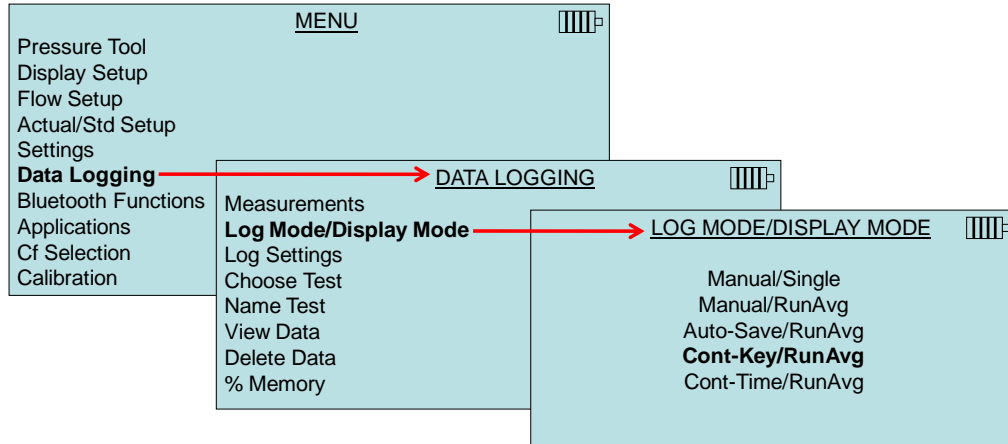 MENU
Pressure Tool
Display Setup
Flow Setup
Actual/Std Setup
Settings
Data Logging
Bluetooth Functions
Applications
Cf Selection
Calibration
DATA LOGGING
Measurements
Log Mode/Display Mode
Log Settings
Choose Test
Name Test
View Data
Delete Data
% Memory
LOG MODE/DISPLAY MODE
Manual/Single
Manual/RunAvg
Auto-Save/RunAvg
Cont-Key/RunAvg
Cont-Time/RunAvg